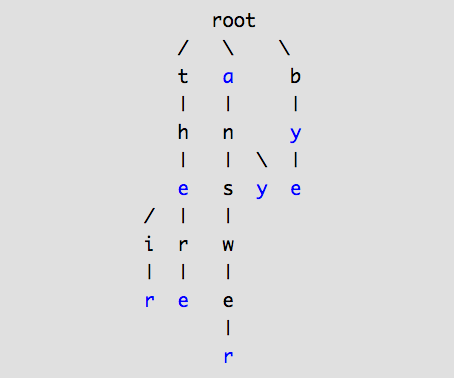 root
/ \ \
t a b
| | |
h n y
| | \ |
e s y e
/ | |
i r w
| | |
r e e
|
r